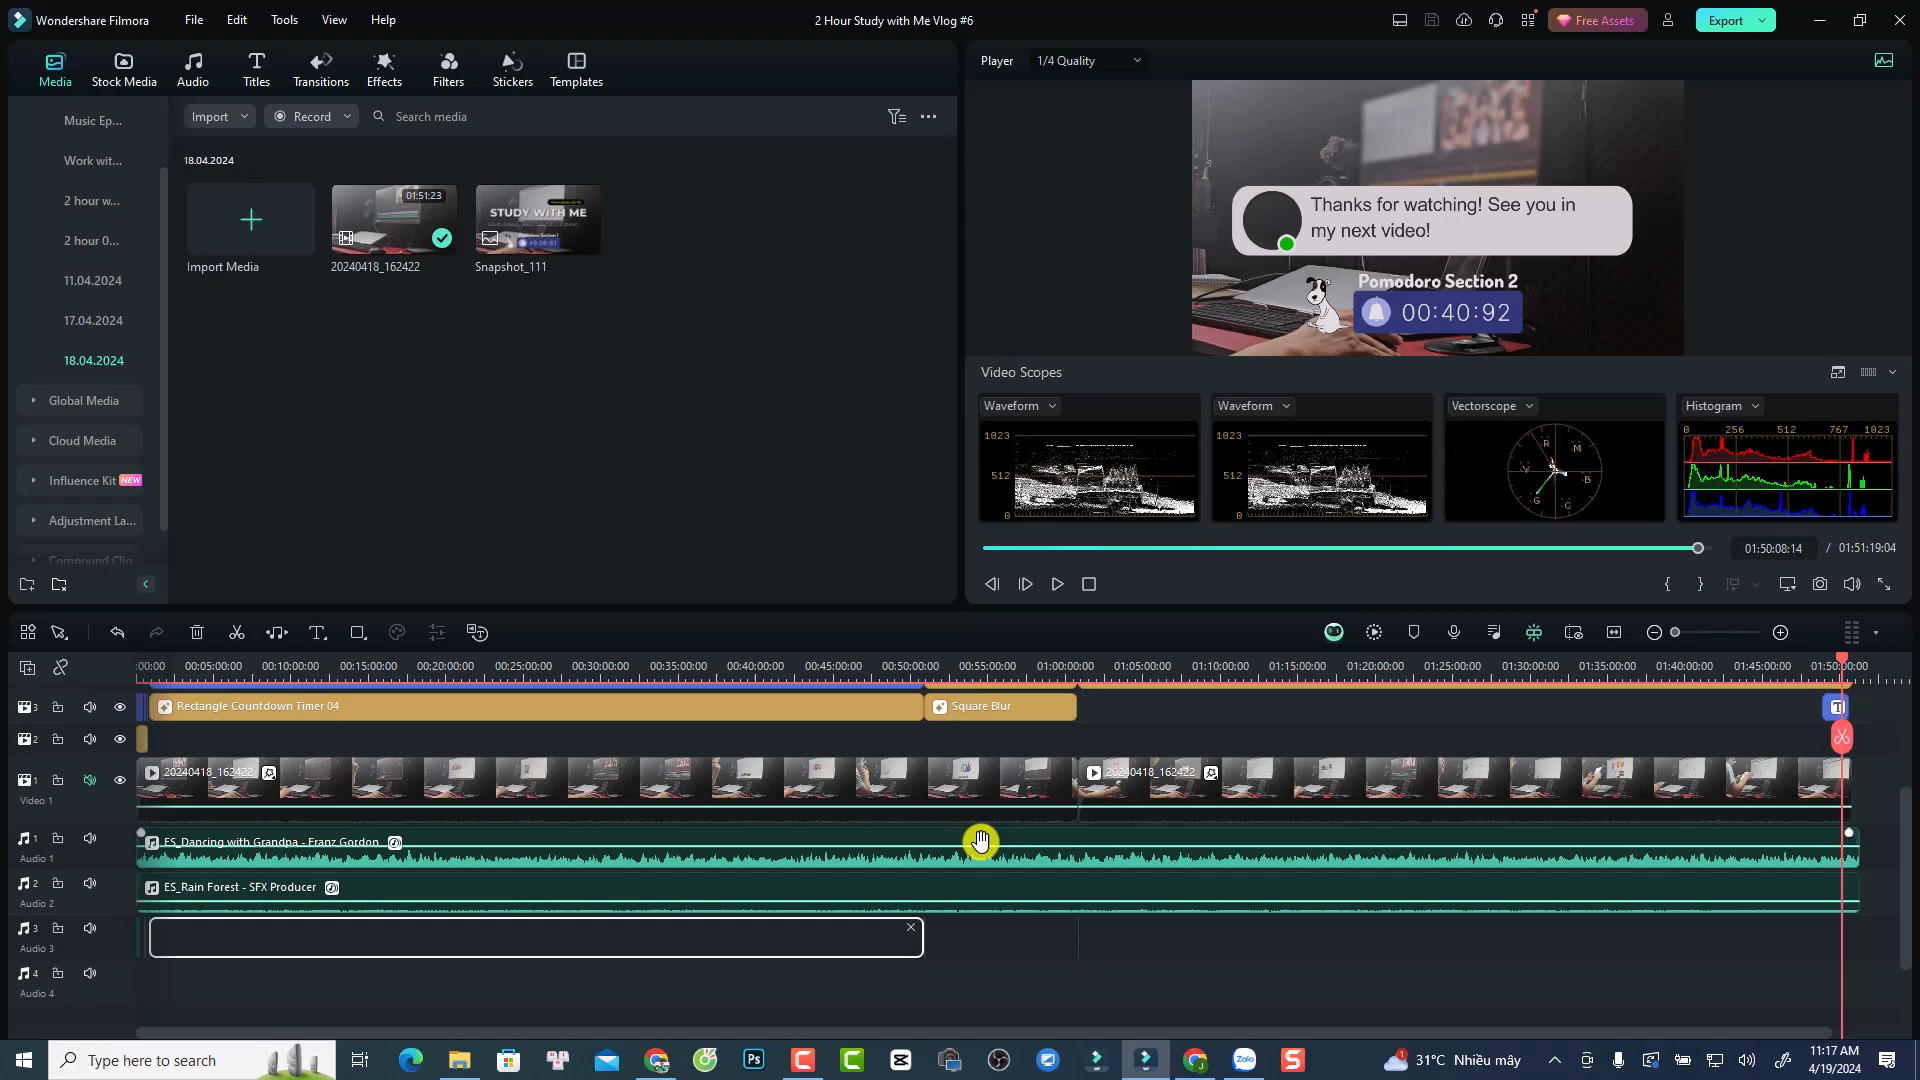 Wondershare Filmora
File
Edit
Tools
View
Help
2 Hour Study with Me Vlog #6
Free Assets
Export
Media
Stock Media
Audio
Titles
Transitions
Effects
Filters
Stickers
Templates
Player
1/4 Quality
Music Ep...
Work wit...
2 hour w...
2 hour 0...
11.04.2024
17.04.2024
18.04.2024
Global Media
Cloud Media
Influence Kit NEW
Adjustment La...
Compound Clip
Import
Record
Search media
18.04.2024
01:51:23
STUDY WITH ME
Import Media
20240418_162422
Snapshot_111
Thanks for watching! See you in
my next video!
Pomodoro Section 2
00:40:92
Video Scopes
Waveform
Waveform
Vectorscope
Histogram
1023
512
0
1023
512
0
R
M
B
G
0 256 512 767 1023
01:50:08:14 / 01:51:19:04
:00:00 00:05:00:00 00:10:00:00 00:15:00:00 00:20:00:00 00:25:00:00 00:30:00:00 00:35:00:00 00:40:00:00 00:45:00:00 00:50:00:00 00:55:00:00 01:00:00:00 01:05:00:00 01:10:00:00 01:15:00:00 01:20:00:00 01:25:00:00 01:30:00:00 01:35:00:00 01:40:00:00 01:45:00:00 01:50:00:00
3
Rectangle Countdown Timer 04
Square Blur
T
2
1
Video 1
20240418_162422
20240418_162422
1
Audio 1
ES_Dancing with Grandpa - Franz Gordon
2
Audio 2
ES_Rain Forest - SFX Producer
3
Audio 3
4
Audio 4
Type here to search
Ps
Zalo
1
31°C Nhiều mây
11:17 AM
4/19/2024